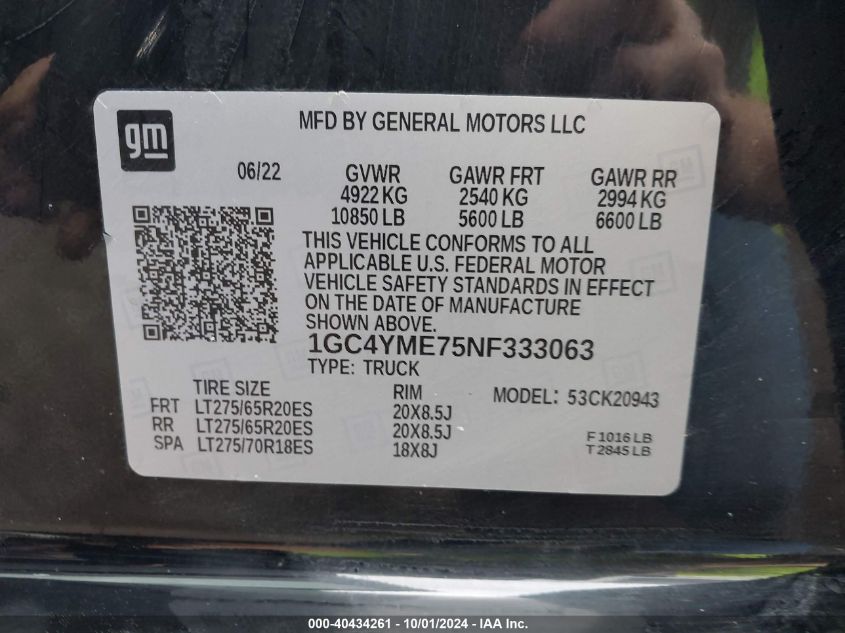 gm
MFD BY GENERAL MOTORS LLC
06/22 GVWR GAWR FRT GAWR RR
4922 KG 2540 KG 2994 KG
10850 LB 5600 LB 6600 LB
THIS VEHICLE CONFORMS TO ALL
APPLICABLE U.S. FEDERAL MOTOR
VEHICLE SAFETY STANDARDS IN EFFECT
ON THE DATE OF MANUFACTURE
SHOWN ABOVE.
1GC4YME75NF333063
TYPE: TRUCK
TIRE SIZE RIM MODEL: 53CK20943
FRT LT275/65R20ES 20X8.5J
RR LT275/65R20ES 20X8.5J F 1016 LB
SPA LT275/70R18ES 18X8J T 2845 LB
000-40434261 - 10/01/2024 - IAA Inc.